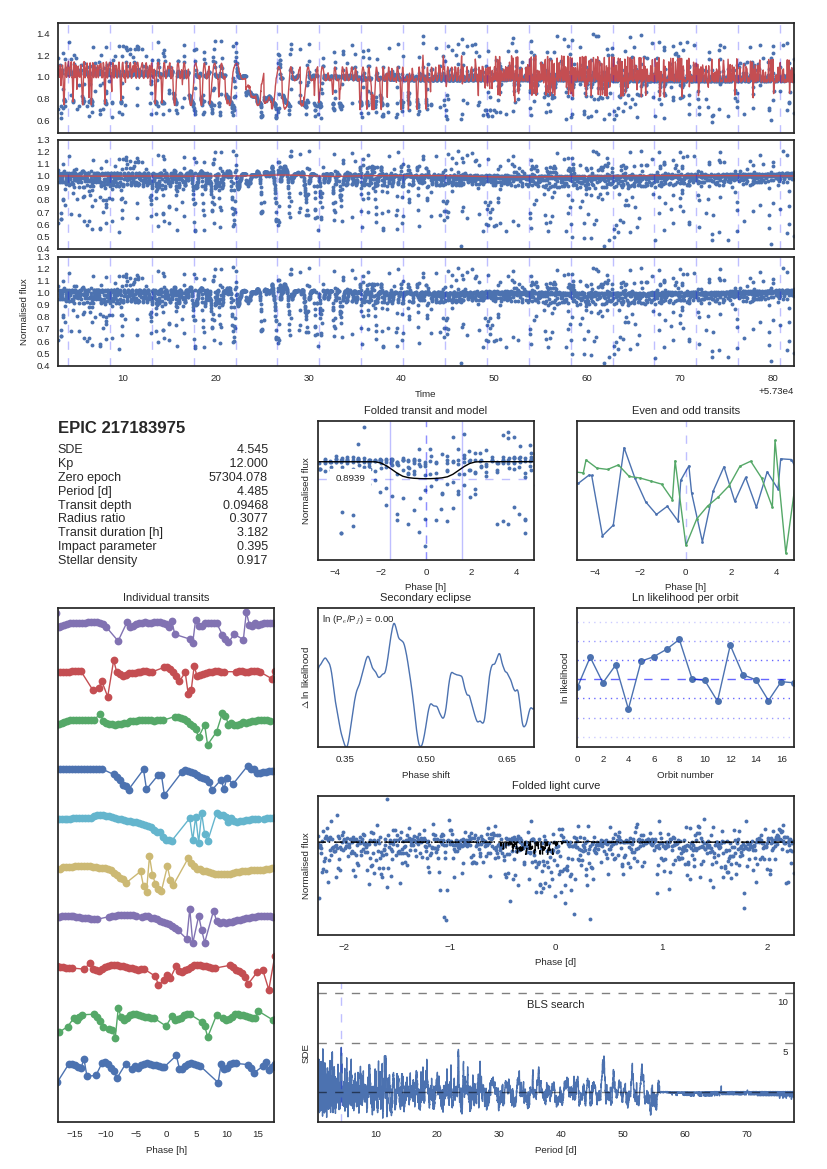 1.4
1.2
1.0
0.8
0.6
1.3
1.2
1.1
1.0
0.9
0.8
0.7
0.6
0.5
0.4
1.3
1.2
1.1
1.0
0.9
0.8
0.7
0.6
0.5
0.4
Normalised flux
10 20 30 40 50 60 70 80
Time
+5.73e4
EPIC 217183975
SDE 4.545
Kp 12.000
Zero epoch 57304.078
Period [d] 4.485
Transit depth 0.09468
Radius ratio 0.3077
Transit duration [h] 3.182
Impact parameter 0.395
Stellar density 0.917
Folded transit and model
Normalised flux
0.8939
−4 −2 0 2 4
Phase [h]
Even and odd transits
−4 −2 0 2 4
Phase [h]
Individual transits
−15 −10 −5 0 5 10 15
Phase [h]
Secondary eclipse
Δ ln likelihood
0.35 0.50 0.65
Phase shift
Ln likelihood per orbit
ln likelihood
0 2 4 6 8 10 12 14 16
Orbit number
Folded light curve
Normalised flux
−2 −1 0 1 2
Phase [d]
BLS search
10
5
SDE
10 20 30 40 50 60 70
Period [d]